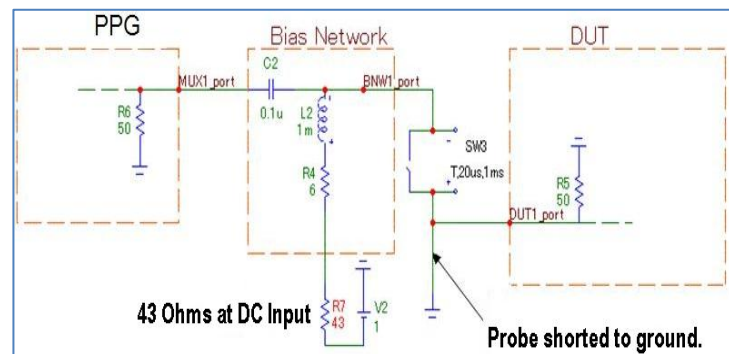 PPG
Bias Network
DUT
MUX1_port
C2
0.1u
BNW1_port
R6
50
L2
1m
SW3
T,20us,1ms
R4
6
R5
50
DUT1_port
43 Ohms at DC Input
R7
43
V2
1
Probe shorted to ground.